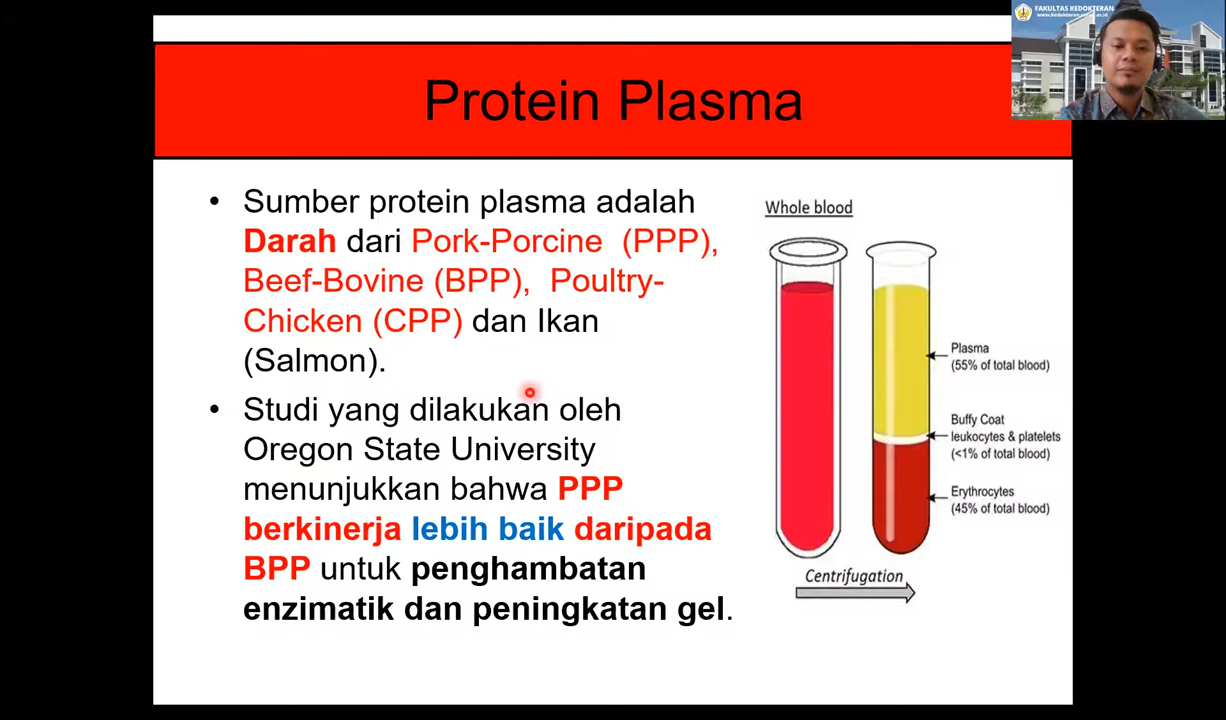 FAKULTAS KEDOKTERAN
Protein Plasma
• Sumber protein plasma adalah
Darah dari Pork-Porcine (PPP),
Beef-Bovine (BPP), Poultry-
Chicken (CPP) dan Ikan
(Salmon).
• Studi yang dilakukan oleh
Oregon State University
menunjukkan bahwa PPP
berkinerja lebih baik daripada
BPP untuk penghambatan
enzimatik dan peningkatan gel.
Whole blood
Plasma
(55% of total blood)
Buffy Coat
leukocytes & platelets
(<1% of total blood)
Erythrocytes
(45% of total blood)
Centrifugation